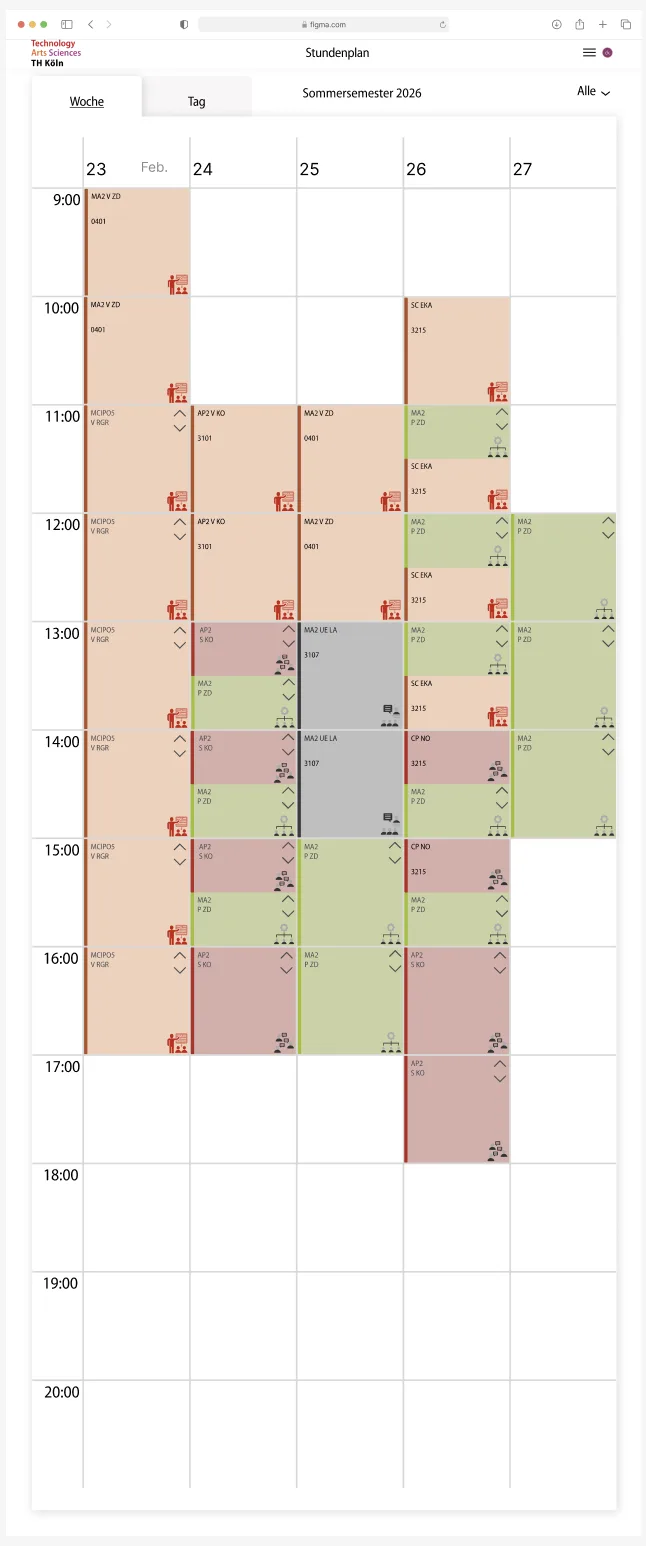 figma.com
Technology
Arts Sciences
TH Köln
Stundenplan
Woche
Tag
Sommersemester 2026
Alle
23 Feb. 24 25 26 27
9:00
MA2 V ZD
0401
10:00
MA2 V ZD
0401
SC EKA
3215
11:00
MCIPO5
V RGR
AP2 V KO
3101
MA2 V ZD
0401
MA2
P ZD
SC EKA
3215
12:00
MCIPO5
V RGR
AP2 V KO
3101
MA2 V ZD
0401
MA2
P ZD
SC EKA
3215
MA2
P ZD
13:00
MCIPO5
V RGR
AP2
S KO
MA2
P ZD
MA2 UE LA
3107
MA2
P ZD
SC EKA
3215
MA2
P ZD
14:00
MCIPO5
V RGR
AP2
S KO
MA2
P ZD
MA2 UE LA
3107
CP NO
3215
MA2
P ZD
MA2
P ZD
15:00
MCIPO5
V RGR
AP2
S KO
MA2
P ZD
MA2
P ZD
CP NO
3215
MA2
P ZD
16:00
MCIPO5
V RGR
AP2
S KO
MA2
P ZD
AP2
S KO
17:00
AP2
S KO
18:00
19:00
20:00